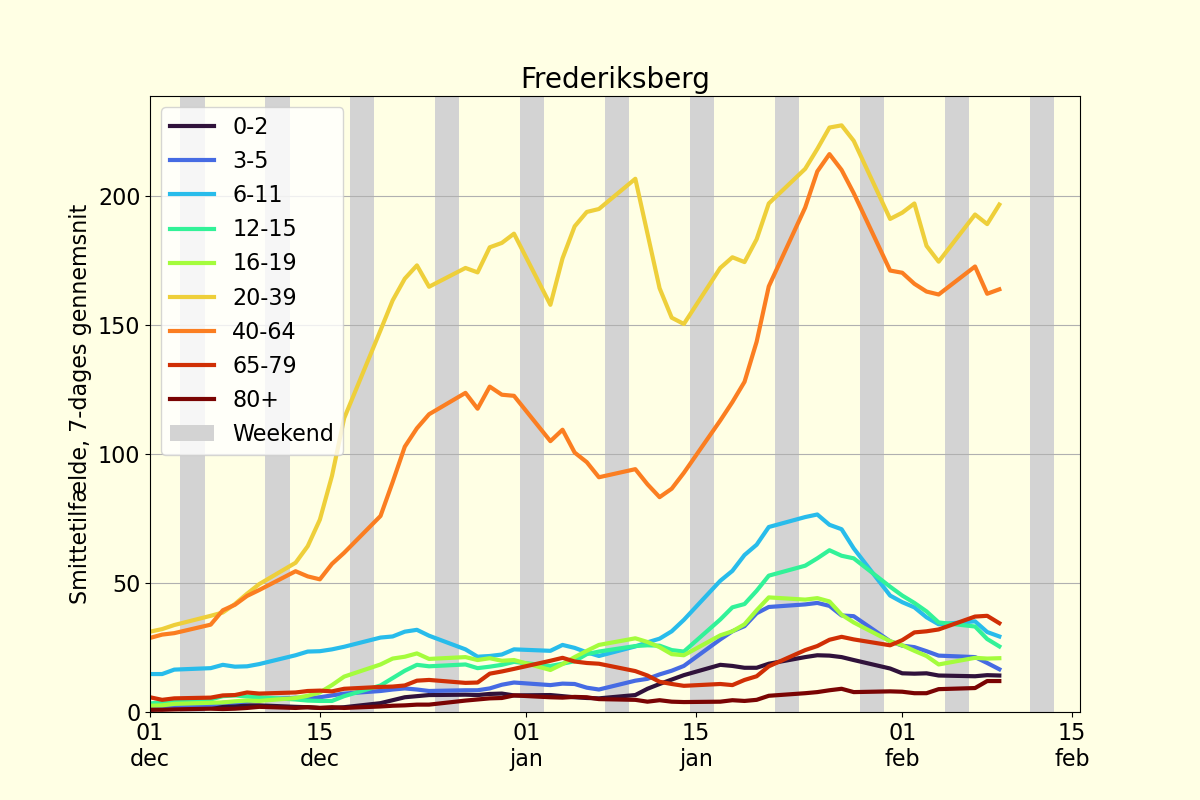 Frederiksberg
Smittetilfælde, 7-dages gennemsnit
200
150
100
50
0
0-2
3-5
6-11
12-15
16-19
20-39
40-64
65-79
80+
Weekend
01 dec
15 dec
01 jan
15 jan
01 feb
15 feb